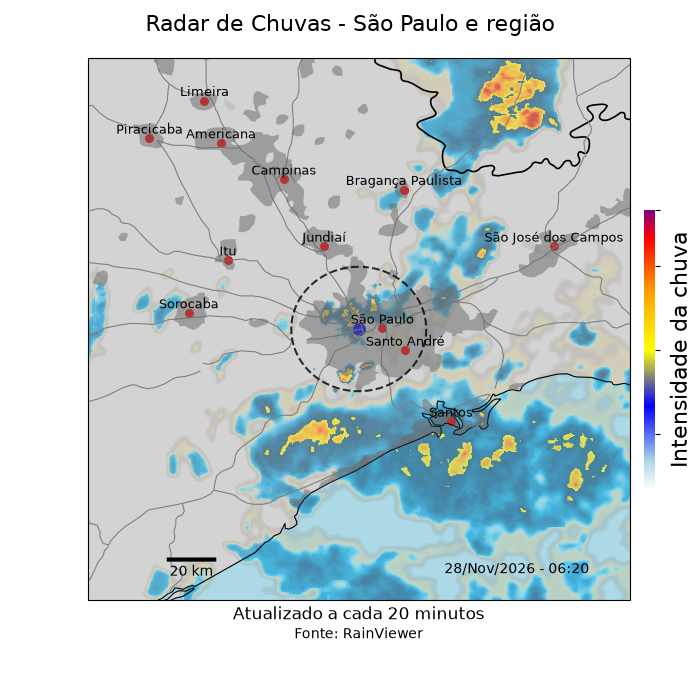 Radar de Chuvas - São Paulo e região
Limeira
Piracicaba
Americana
Campinas
Bragança Paulista
Jundiaí
São José dos Campos
Itu
Sorocaba
São Paulo
Santo André
Santos
Intensidade da chuva
28/Nov/2026 - 06:20
20 km
Atualizado a cada 20 minutos
Fonte: RainViewer